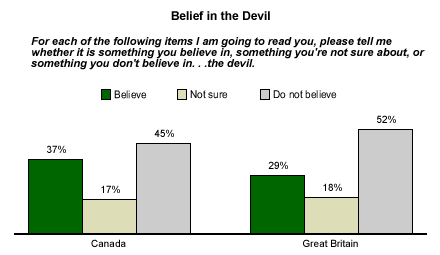 Belief in the Devil
For each of the following items I am going to read you, please tell me
whether it is something you believe in, something you're not sure about, or
something you don't believe in. . .the devil.
Believe Not sure Do not believe
37% 17% 45% 29% 18% 52%
Canada Great Britain